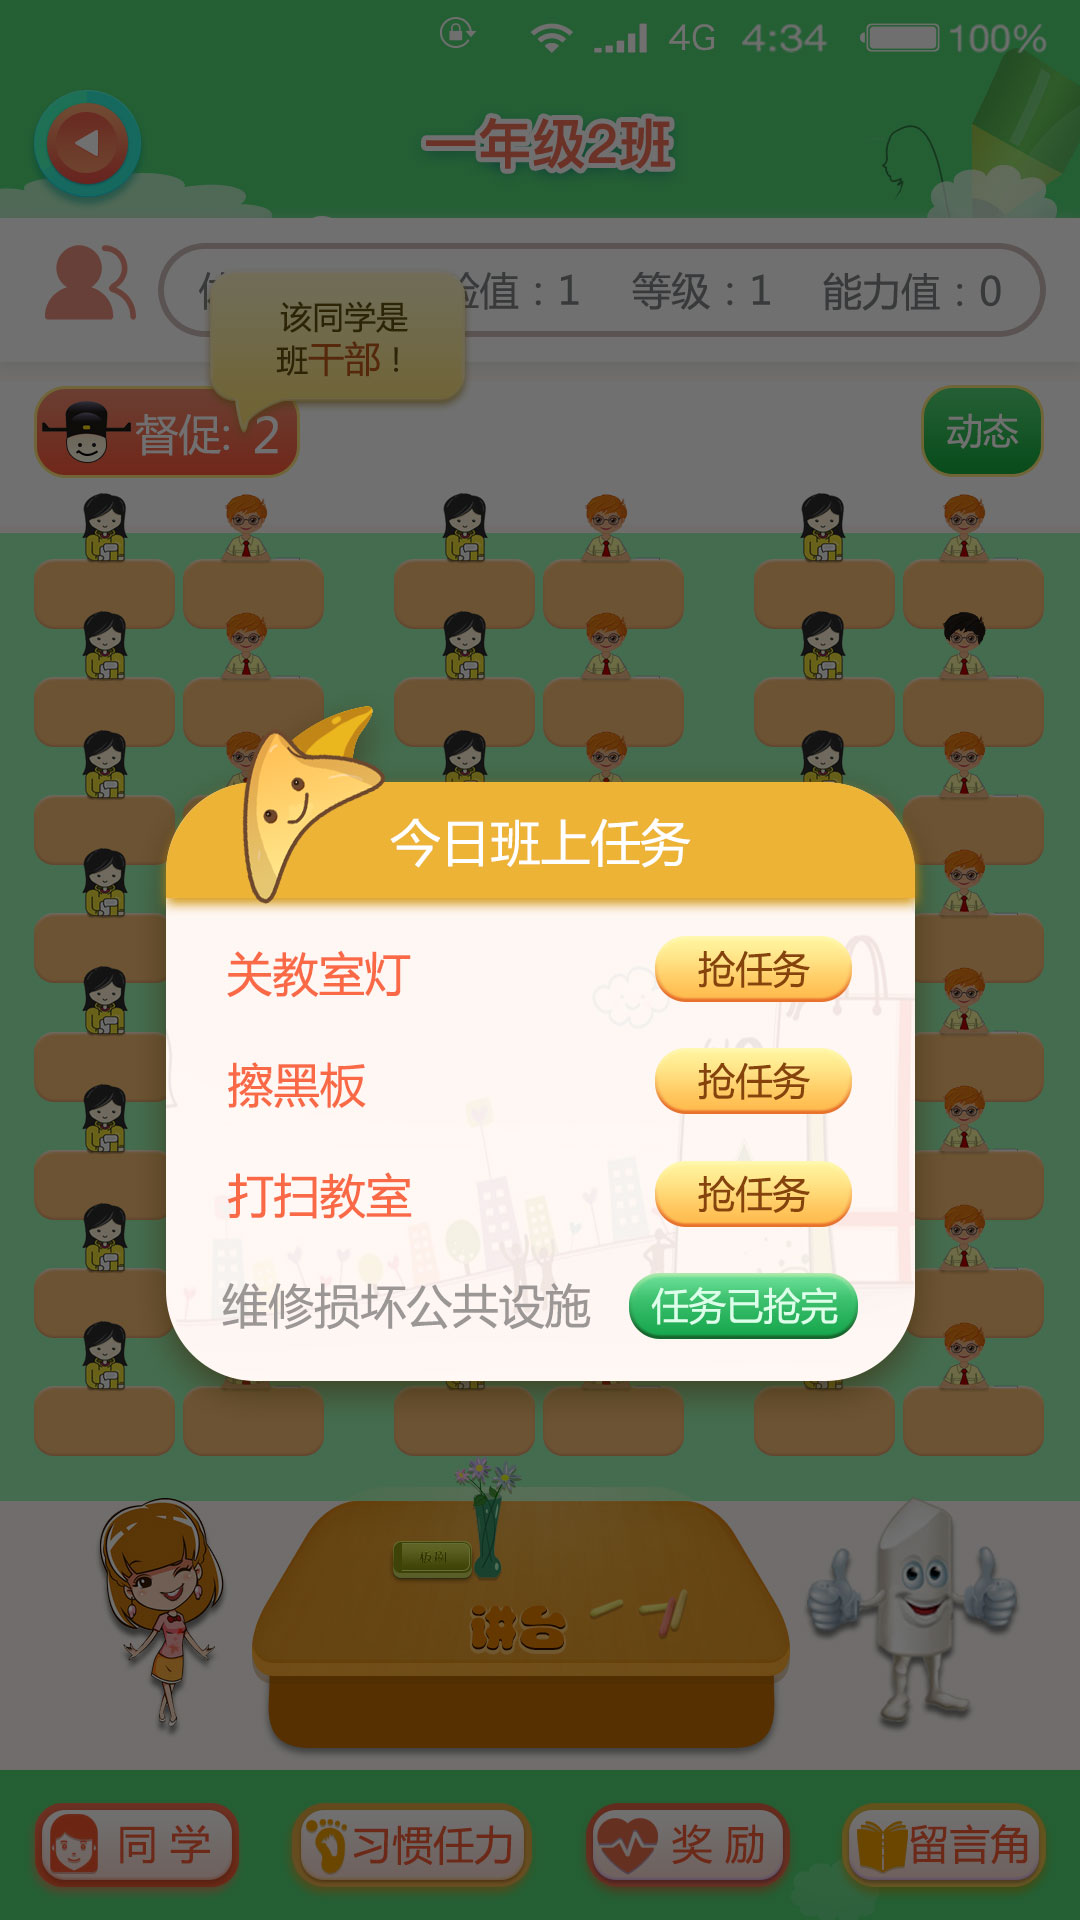 4G 4:34 100%
一年级2班
验值：1 等级：1 能力值：0
该同学是
班干部！
督促: 2
动态
今日班上任务
关教室灯 抢任务
擦黑板 抢任务
打扫教室 抢任务
维修损坏公共设施 任务已抢完
讲台
同学 习惯任力 奖励 留言角